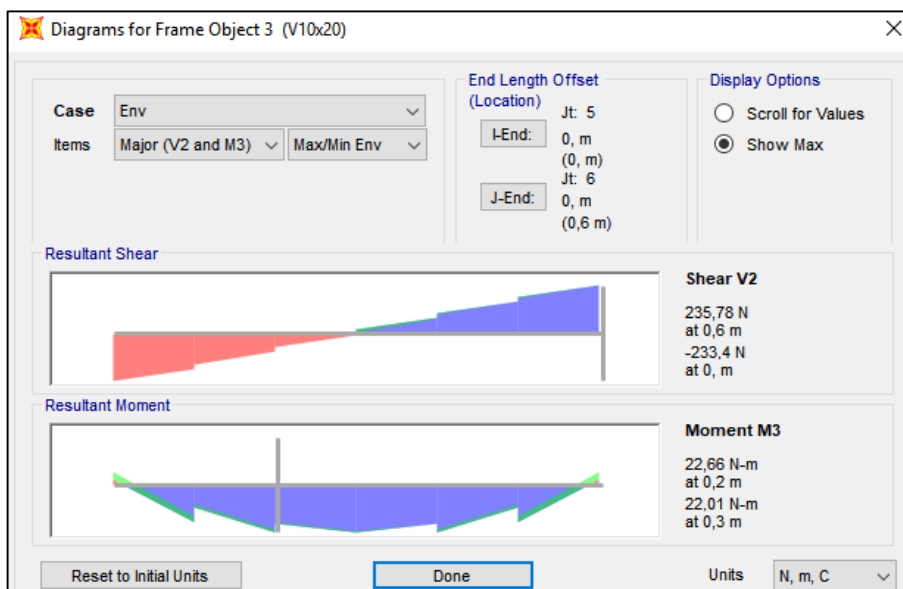 Diagrams for Frame Object 3 (V10x20)
Case Env
Items Major (V2 and M3) Max/Min Env
End Length Offset
(Location)
Jt: 5
I-End: 0, m
(0, m)
Jt: 6
J-End: 0, m
(0,6 m)
Display Options
Scroll for Values
Show Max
Resultant Shear
Shear V2
235,78 N
at 0,6 m
-233,4 N
at 0, m
Resultant Moment
Moment M3
22,66 N-m
at 0,2 m
22,01 N-m
at 0,3 m
Reset to Initial Units Done Units N, m, C